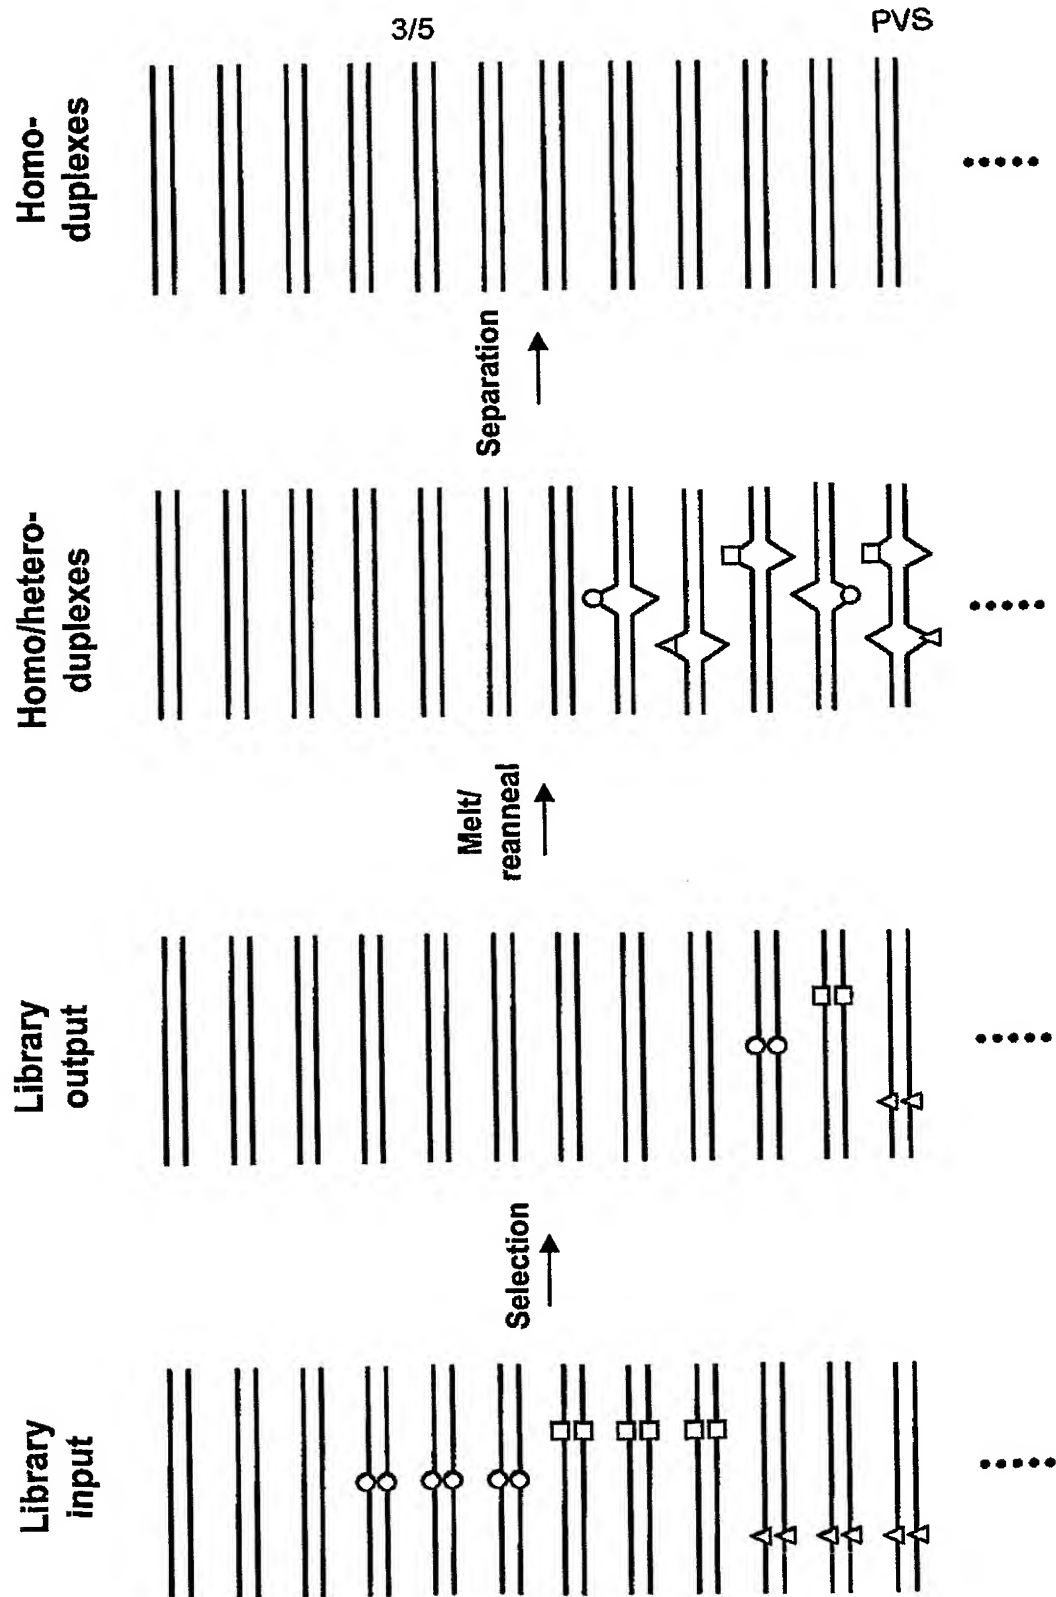 3/5
PVS
Library
input
Selection
Library
output
Melt/
reanneal
Homo/hetero-
duplexes
Separation
Homo-
duplexes